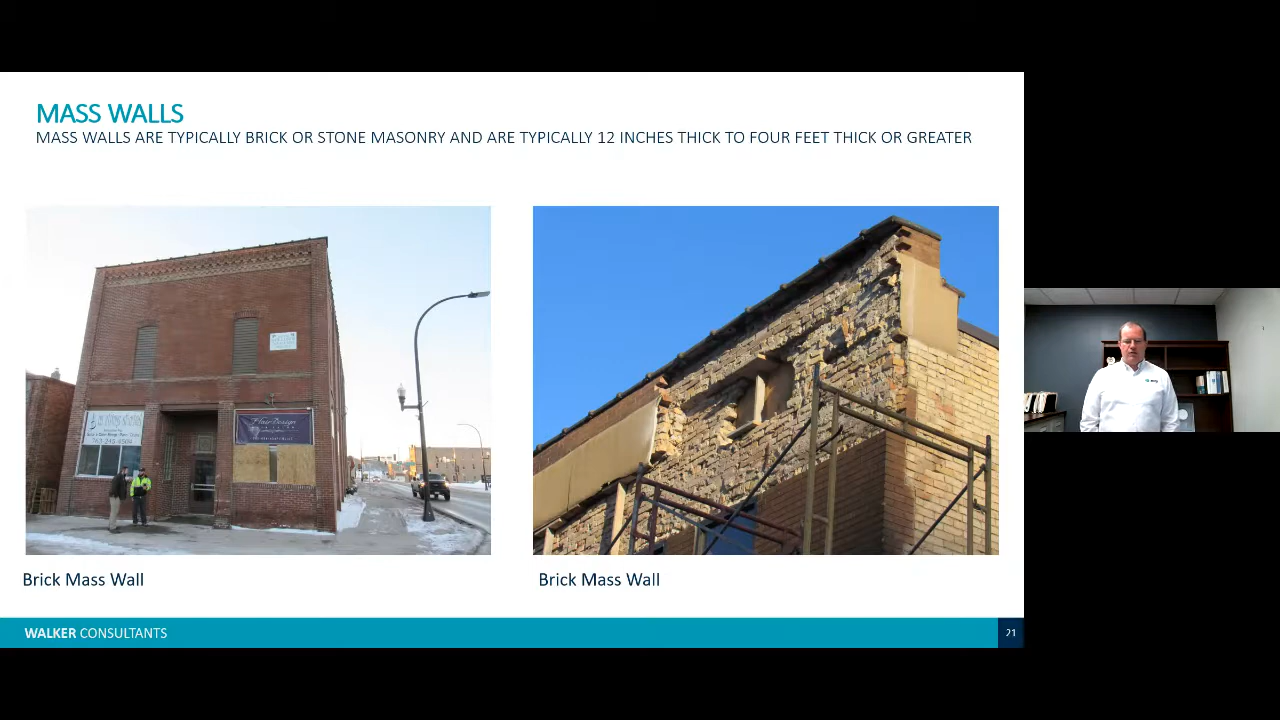 MASS WALLS
MASS WALLS ARE TYPICALLY BRICK OR STONE MASONRY AND ARE TYPICALLY 12 INCHES THICK TO FOUR FEET THICK OR GREATER
Brick Mass Wall
Brick Mass Wall
WALKER CONSULTANTS
21